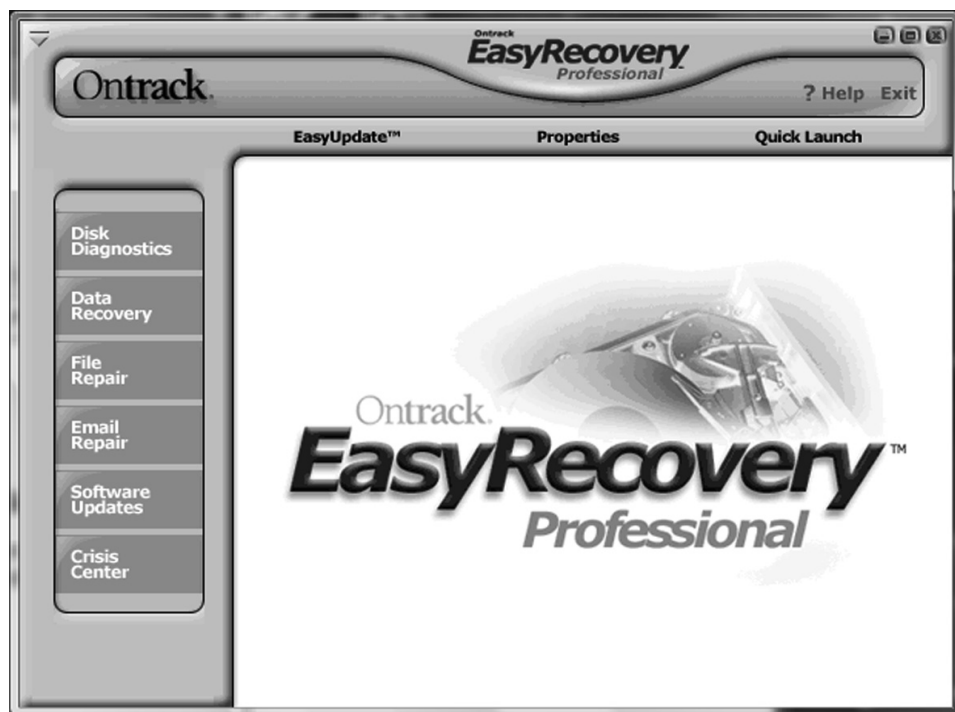 Ontrack
EasyRecovery
Professional
Ontrack.
? Help Exit
EasyUpdate™ Properties Quick Launch
Disk
Diagnostics
Data
Recovery
File
Repair
Email
Repair
Software
Updates
Crisis
Center
Ontrack.
EasyRecovery™
Professional